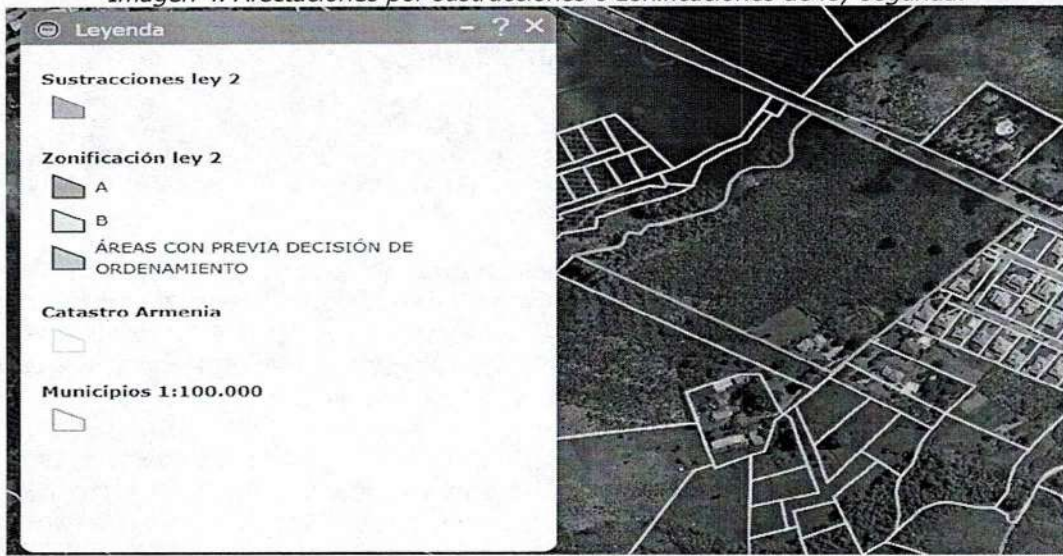 Leyenda
Sustracciones ley 2
Zonificación ley 2
A
B
ÁREAS CON PREVIA DECISIÓN DE
ORDENAMIENTO
Catastro Armenia
Municipios 1:100.000